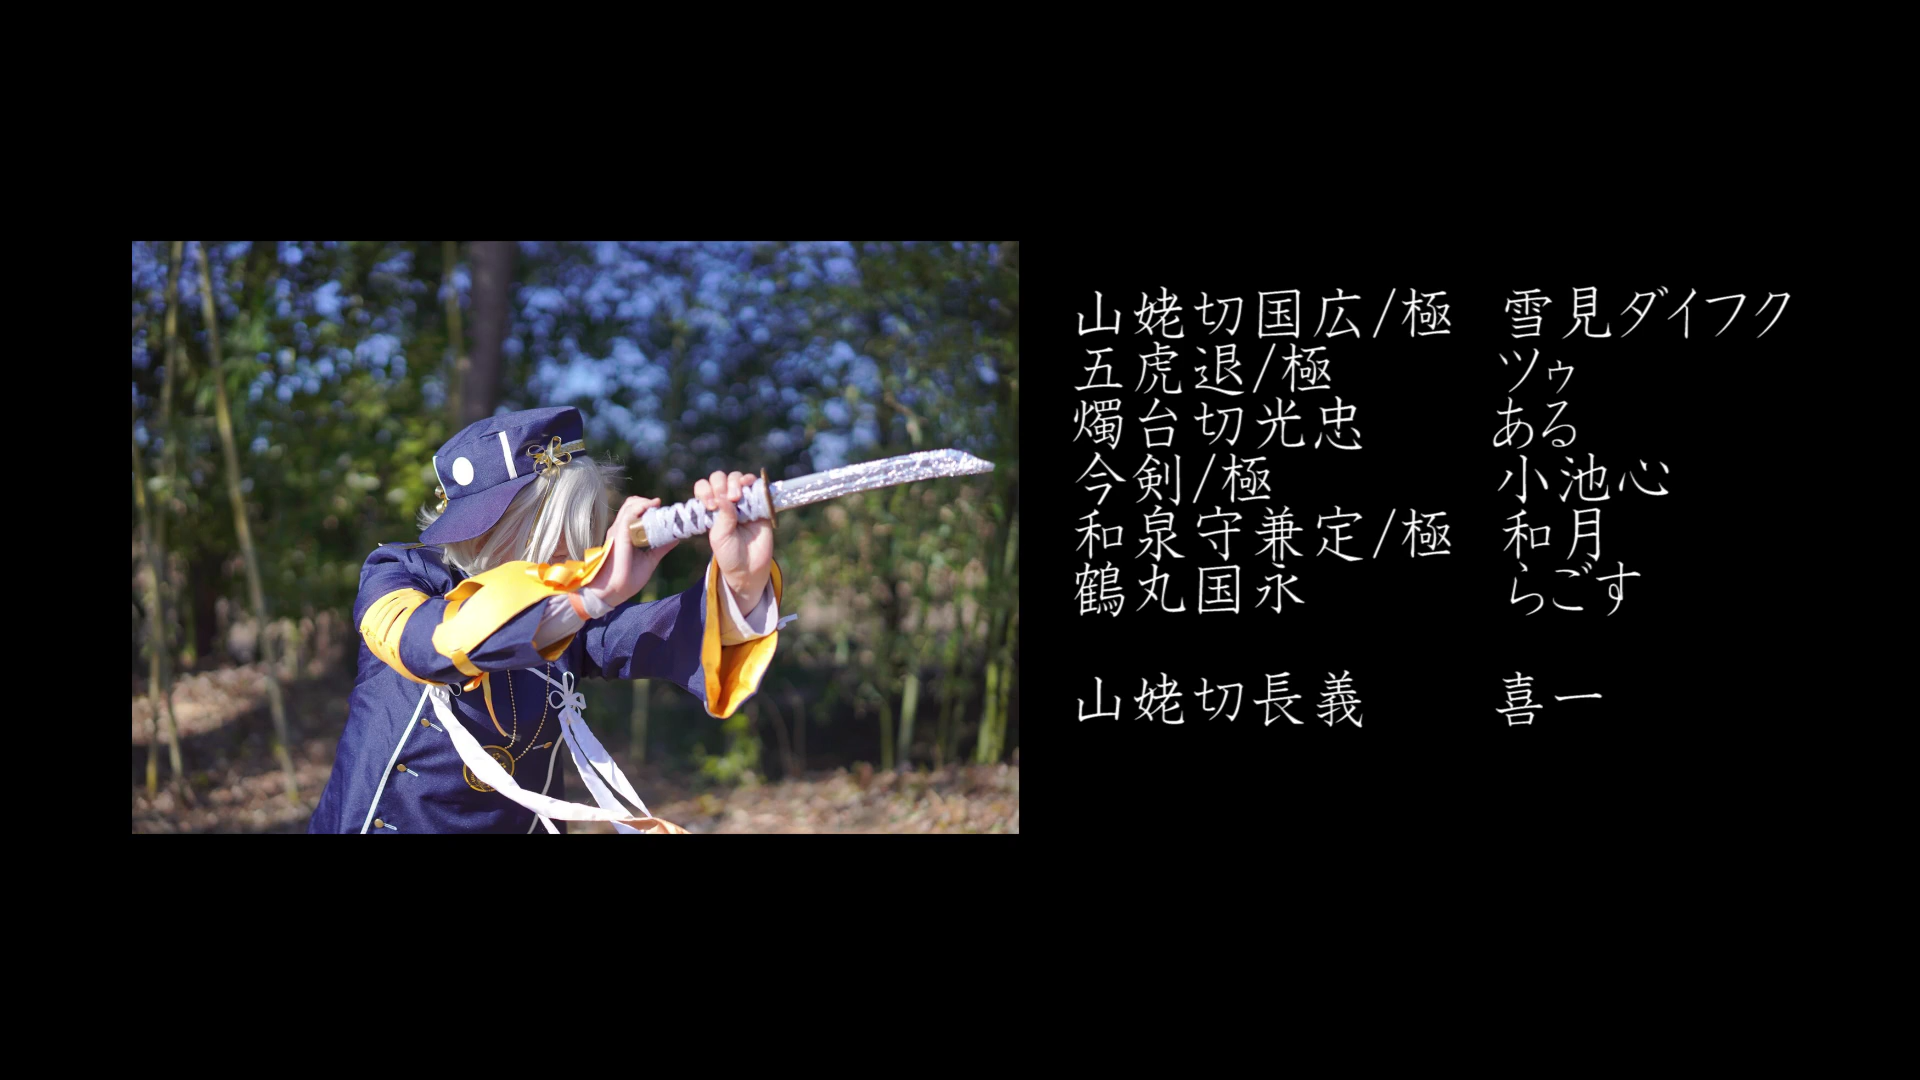 山姥切国広/極 雪見ダイフク
五虎退/極 ツゥ
燭台切光忠 ある
今剣/極 小池心
和泉守兼定/極 和月
鶴丸国永 らごす
山姥切長義 喜一